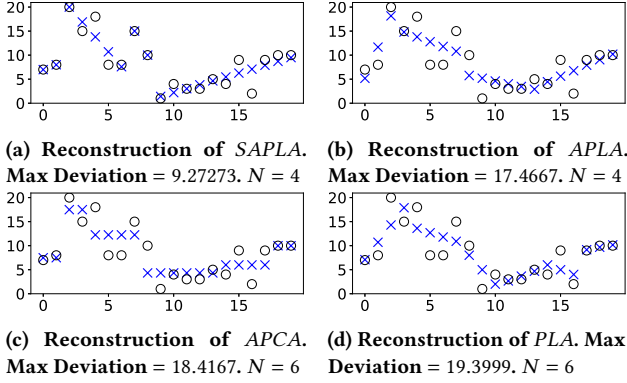 20
15
10
5
0
0 5 10 15
(a) Reconstruction of SAPLA.
Max Deviation = 9.27273. N = 4
20
15
10
5
0
0 5 10 15
(b) Reconstruction of APLA.
Max Deviation = 17.4667. N = 4
20
15
10
5
0
0 5 10 15
(c) Reconstruction of APCA.
Max Deviation = 18.4167. N = 6
20
15
10
5
0
0 5 10 15
(d) Reconstruction of PLA. Max
Deviation = 19.3999. N = 6